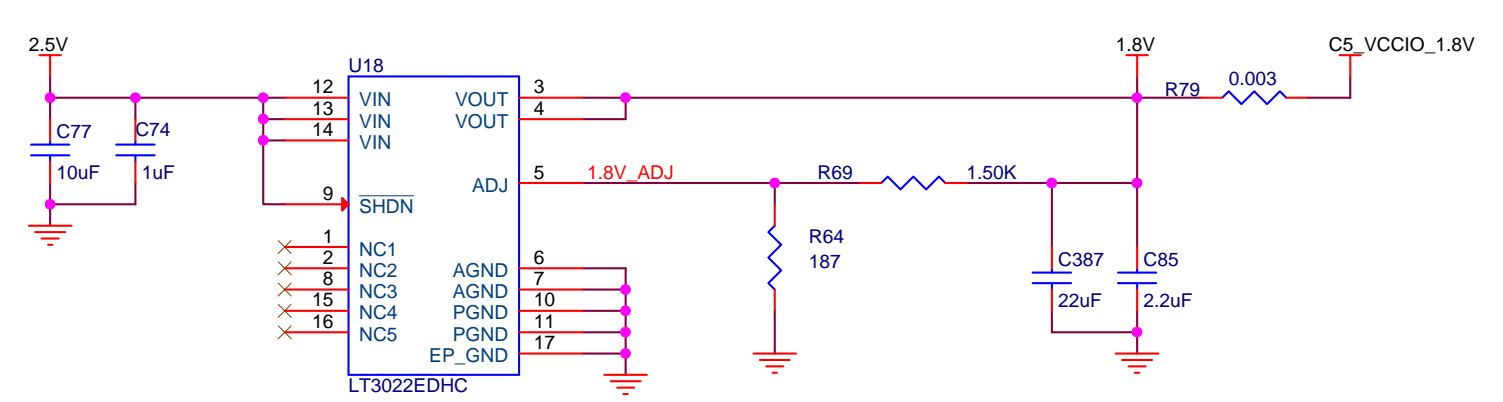 2.5V
1.8V
C5_VCCIO_1.8V
U18
R79
0.003
12
VIN
VOUT
3
13
VIN
VOUT
4
14
VIN
C77
10uF
C74
1uF
ADJ
5
1.8V_ADJ
R69
1.50K
9
SHDN
1
NC1
2
NC2
8
NC3
15
NC4
16
NC5
AGND
6
AGND
7
PGND
10
PGND
11
EP_GND
17
R64
187
C387
22uF
C85
2.2uF
LT3022EDHC